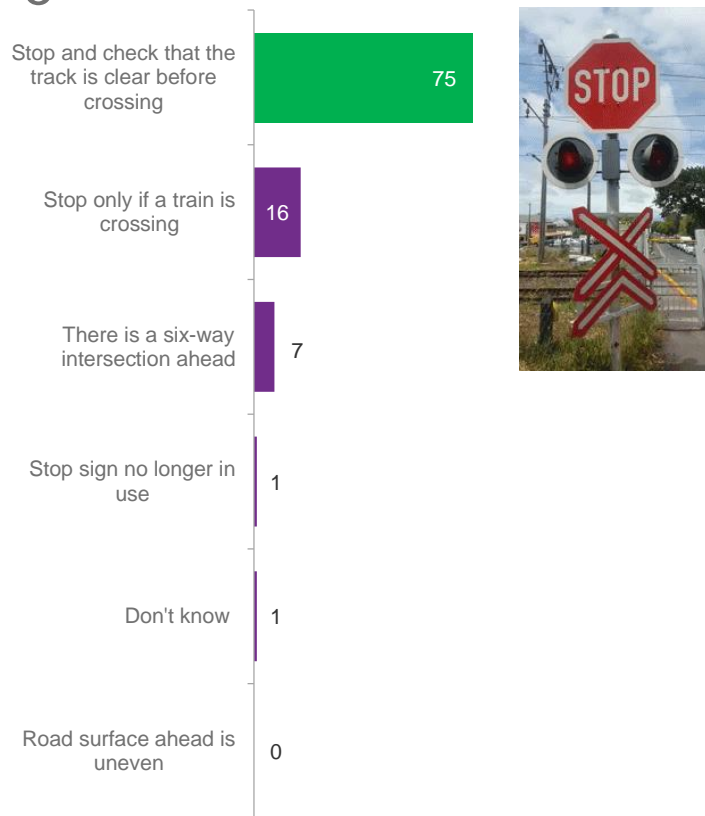 Stop and check that the
track is clear before
crossing
75
STOP
Stop only if a train is
crossing
16
There is a six-way
intersection ahead
7
Stop sign no longer in
use
1
Don't know
1
Road surface ahead is
uneven
0